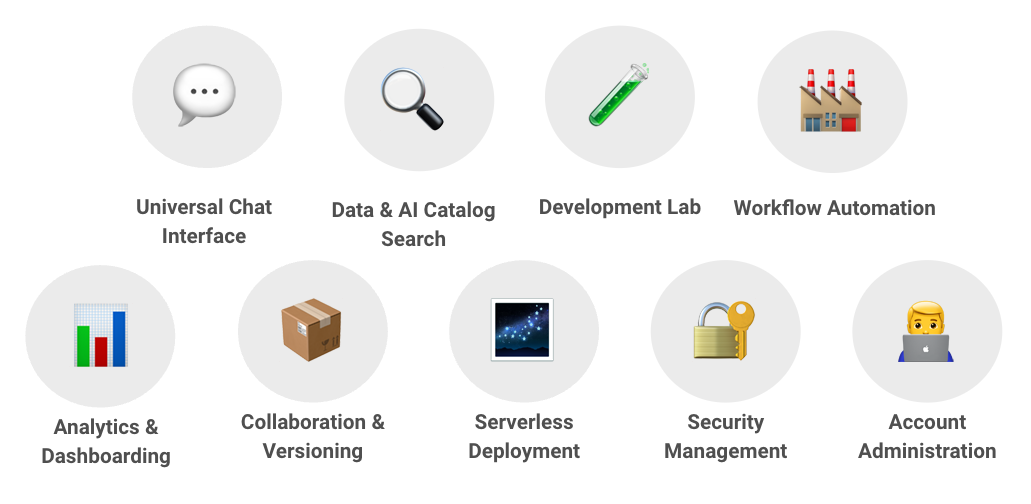 Universal Chat
Interface
Data & AI Catalog
Search
Development Lab
Workflow Automation
Analytics &
Dashboarding
Collaboration &
Versioning
Serverless
Deployment
Security
Management
Account
Administration